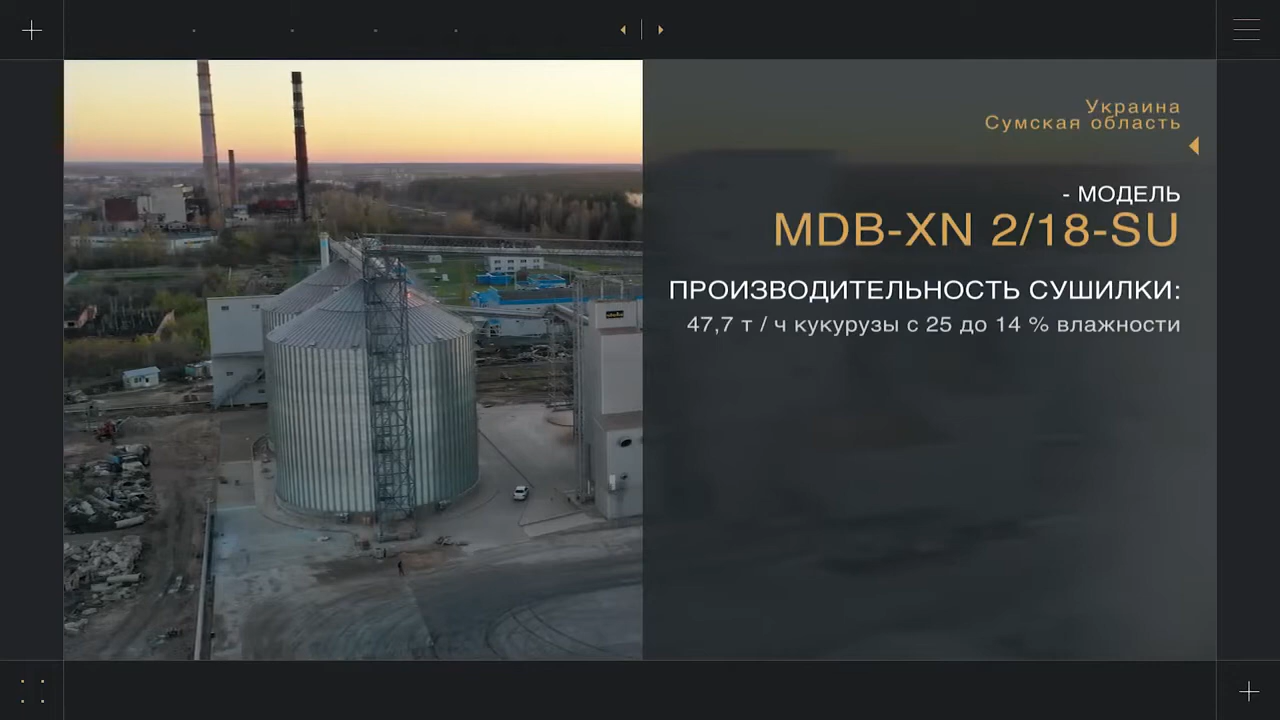 Украина
Сумская область
- МОДЕЛЬ
MDB-XN 2/18-SU
ПРОИЗВОДИТЕЛЬНОСТЬ СУШИЛКИ:
47,7 т / ч кукурузы с 25 до 14 % влажности